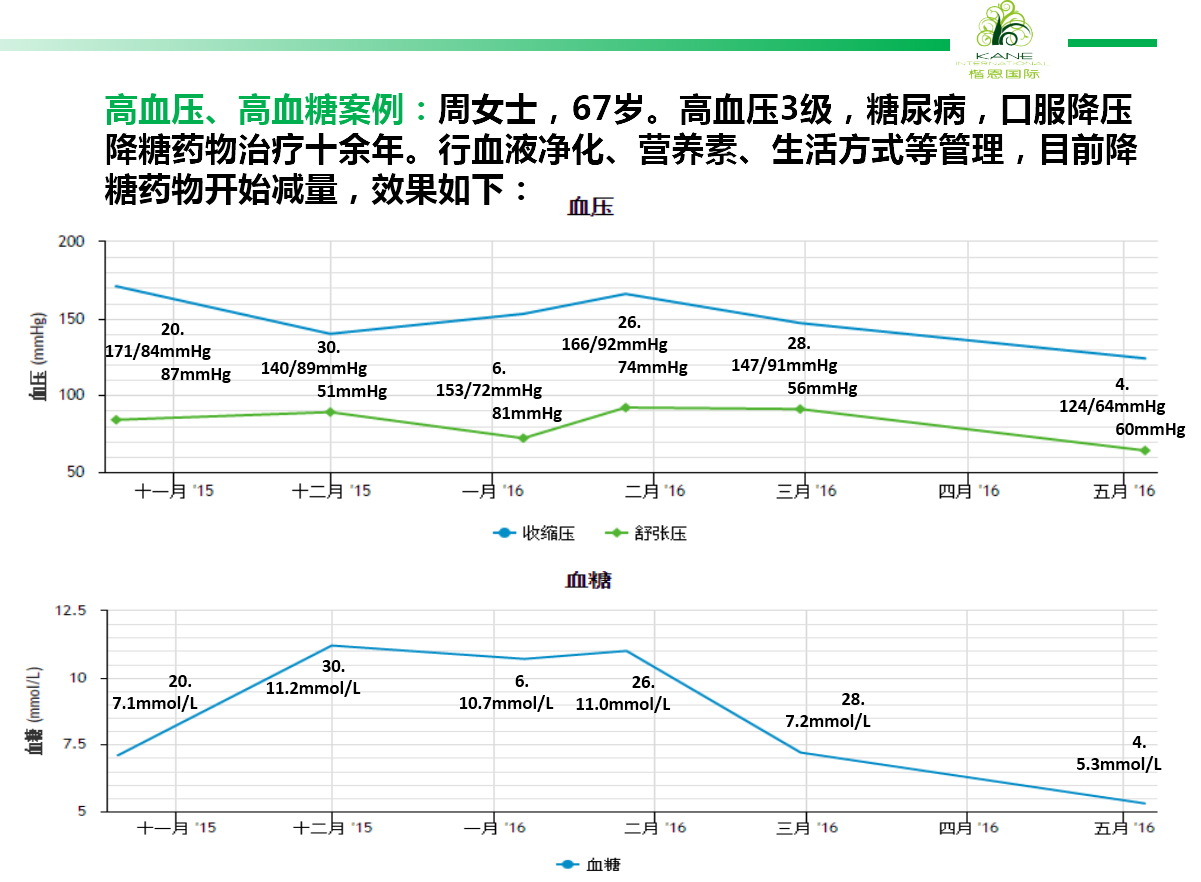 KANE
INTERNATIONAL
楷恩国际
高血压、高血糖案例：周女士，67岁。高血压3级，糖尿病，口服降压
降糖药物治疗十余年。行血液净化、营养素、生活方式等管理，目前降
糖药物开始减量，效果如下：
血压
200
150
100
50
血压 (mmHg)
20.
171/84mmHg
87mmHg
30.
140/89mmHg
51mmHg
6.
153/72mmHg
81mmHg
26.
166/92mmHg
74mmHg
28.
147/91mmHg
56mmHg
4.
124/64mmHg
60mmHg
十一月 '15 十二月 '15 一月 '16 二月 '16 三月 '16 四月 '16 五月 '16
收缩压 舒张压
血糖
12.5
10
7.5
5
血糖 (mmol/L)
20.
7.1mmol/L
30.
11.2mmol/L
6.
10.7mmol/L
26.
11.0mmol/L
28.
7.2mmol/L
4.
5.3mmol/L
十一月 '15 十二月 '15 一月 '16 二月 '16 三月 '16 四月 '16 五月 '16
血糖